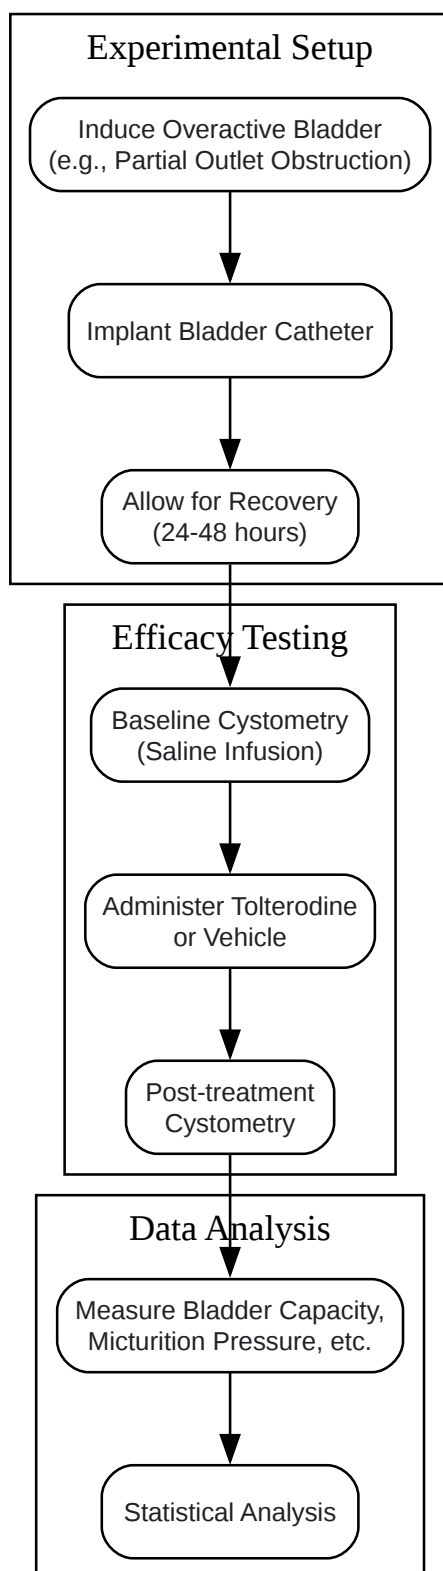 Experimental Setup
Induce Overactive Bladder
(e.g., Partial Outlet Obstruction)
Implant Bladder Catheter
Allow for Recovery
(24-48 hours)
Efficacy Testing
Baseline Cystometry
(Saline Infusion)
Administer Tolterodine
or Vehicle
Post-treatment
Cystometry
Data Analysis
Measure Bladder Capacity,
Micturition Pressure, etc.
Statistical Analysis